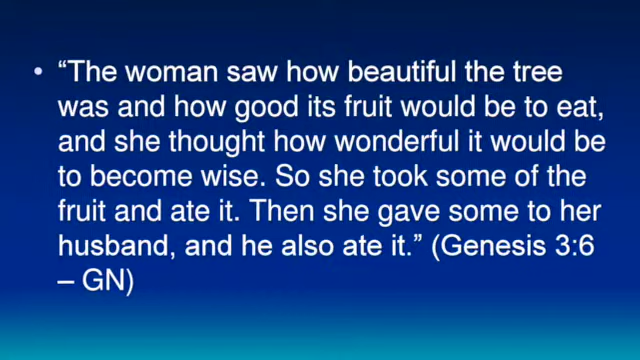 • “The woman saw how beautiful the tree
was and how good its fruit would be to eat,
and she thought how wonderful it would be
to become wise. So she took some of the
fruit and ate it. Then she gave some to her
husband, and he also ate it.” (Genesis 3:6
– GN)